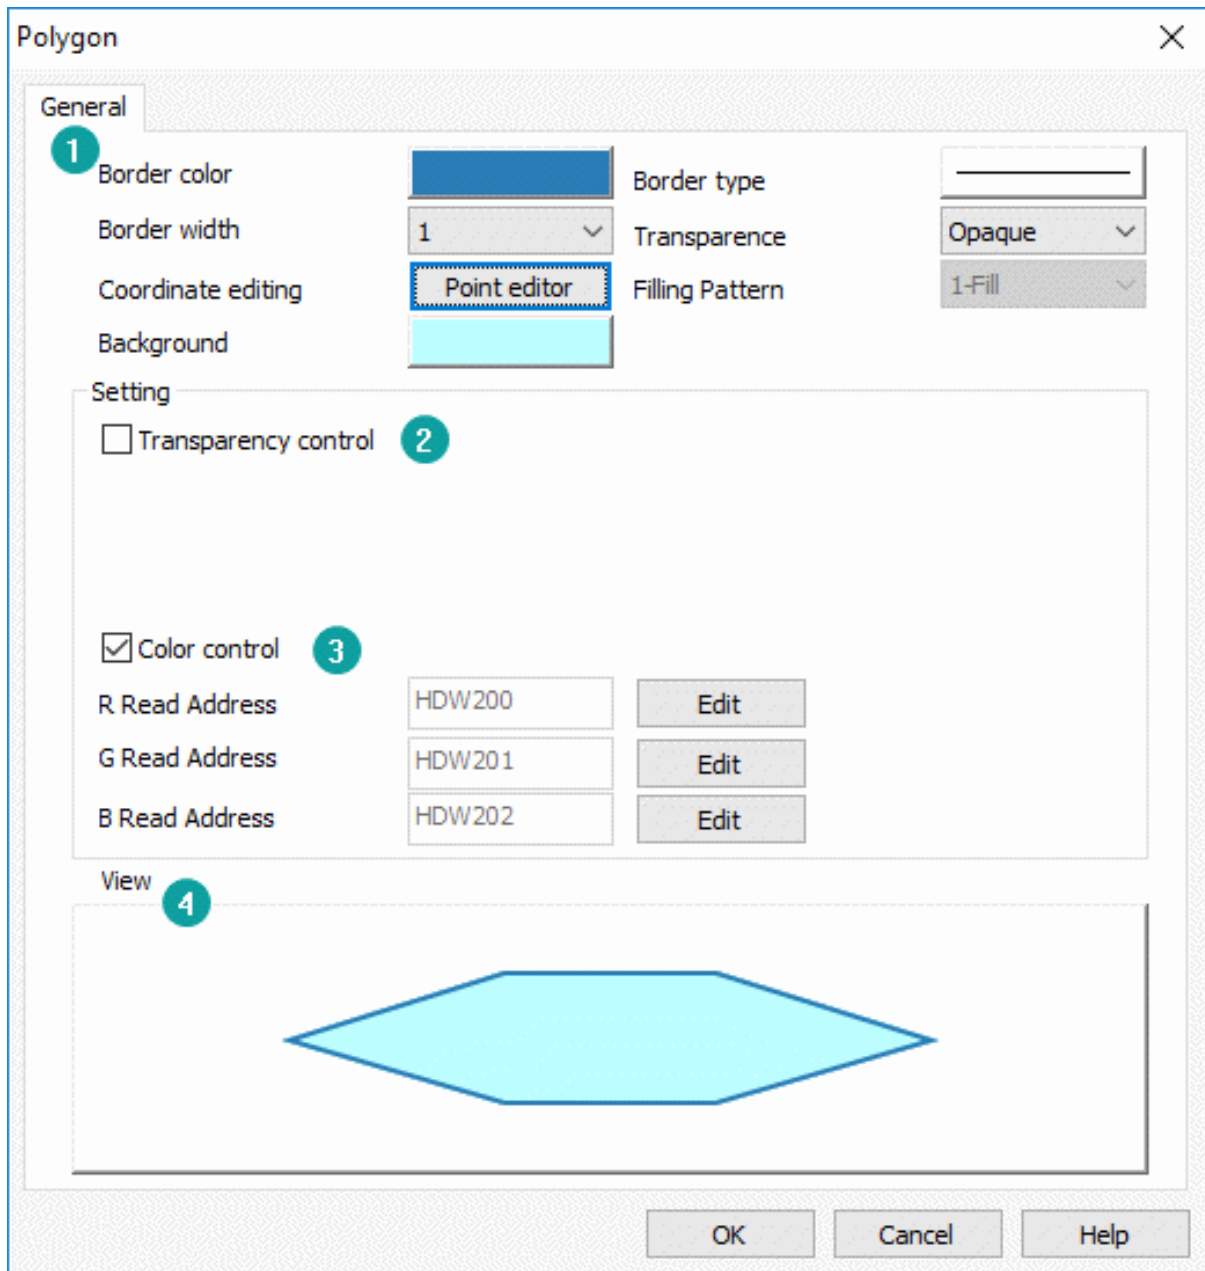 Polygon
General
1
Border color
Border type
Border width
1
Transparence
Opaque
Coordinate editing
Point editor
Filling Pattern
1-Fill
Background
Setting
Transparency control
2
Color control
3
R Read Address
HDW200
Edit
G Read Address
HDW201
Edit
B Read Address
HDW202
Edit
View
4
OK
Cancel
Help